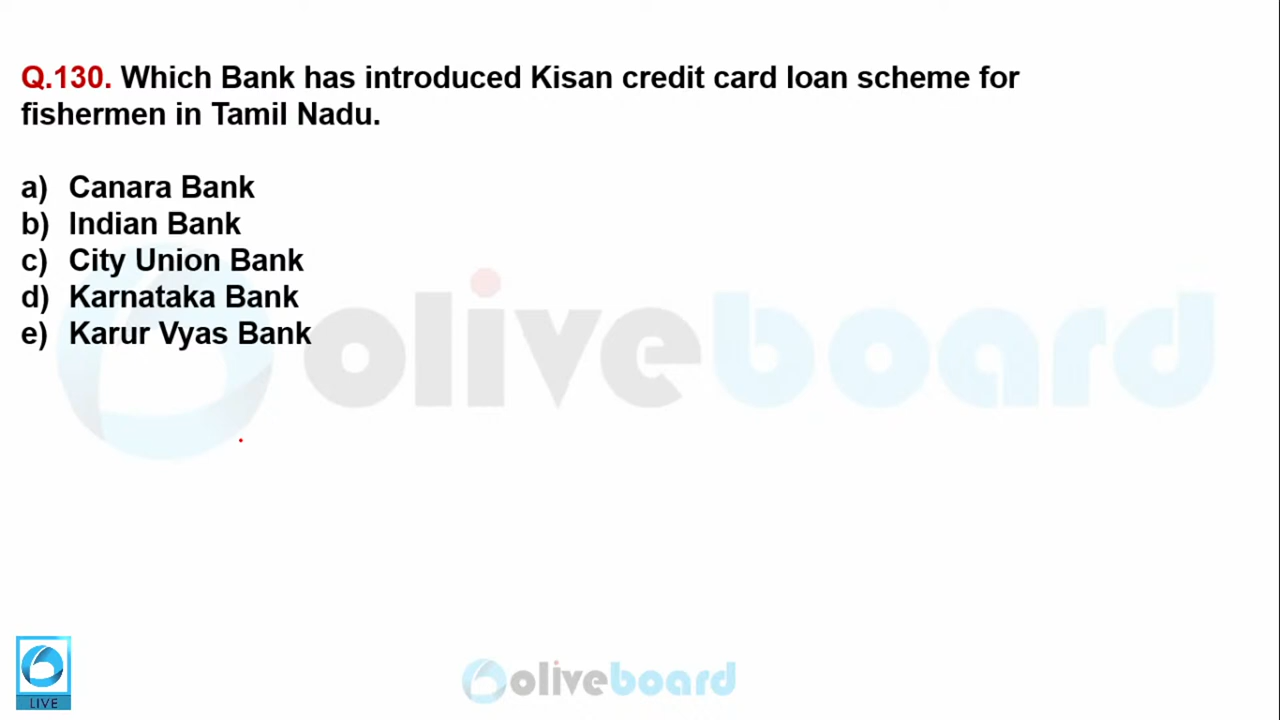 Q.130. Which Bank has introduced Kisan credit card loan scheme for
fishermen in Tamil Nadu.
a) Canara Bank
b) Indian Bank
c) City Union Bank
d) Karnataka Bank
e) Karur Vyas Bank
oliveboard
LIVE
oliveboard